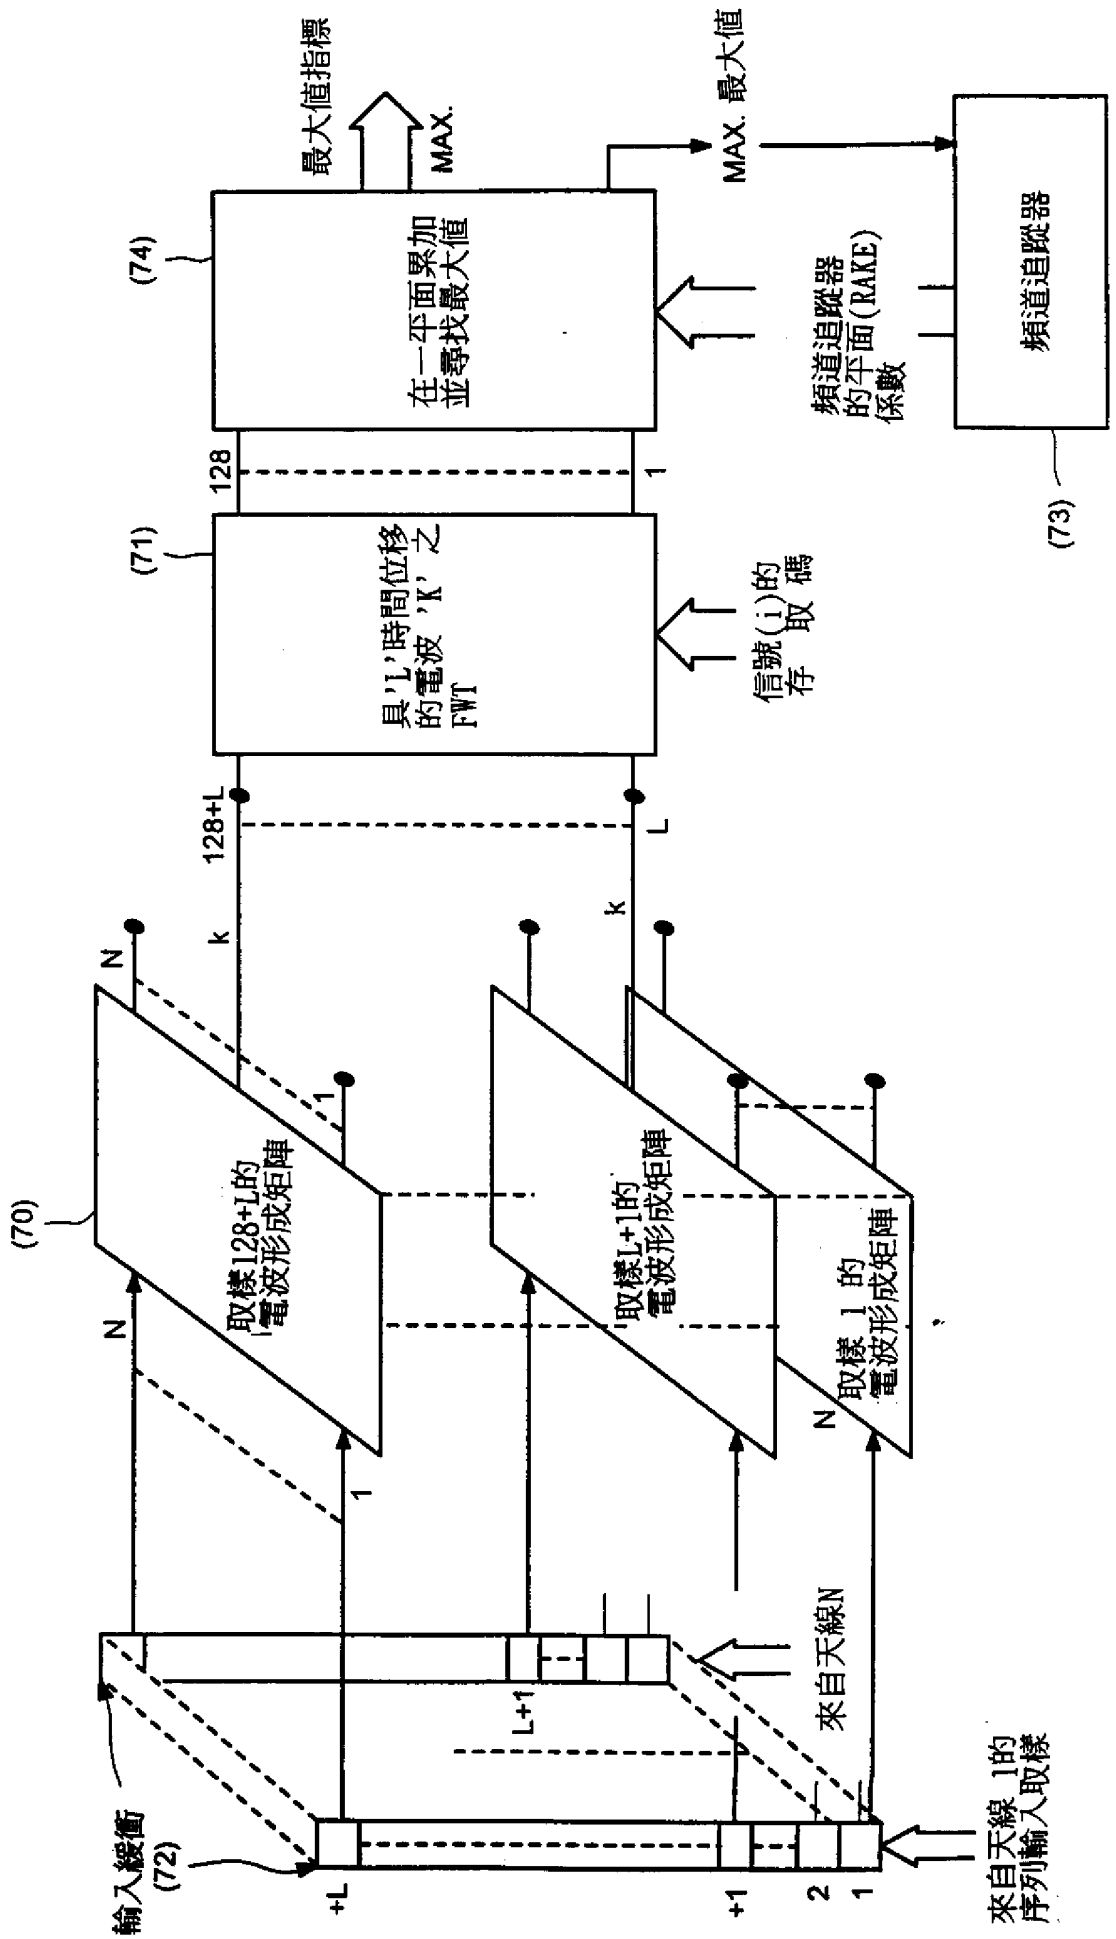 最大值指標
MAX.
MAX. 最大值
(74)
在一平面累加
並尋找最大值
頻道追蹤器
的平面(RAKE)
係數
頻道追蹤器
(73)
128
1
(71)
具'L'時間位移
的電波 'K' 之
FWT
信號(i)的
存 取 碼
128+L
L
k
k
N
1
(70)
取樣128+L的
電波形成矩陣
取樣L+1的
電波形成矩陣
取樣 1 的
電波形成矩陣
N
1
N
L+1
來自天線N
輸入緩衝
(72)
+L
+1
2
1
來自天線 1的
序列輸入取樣